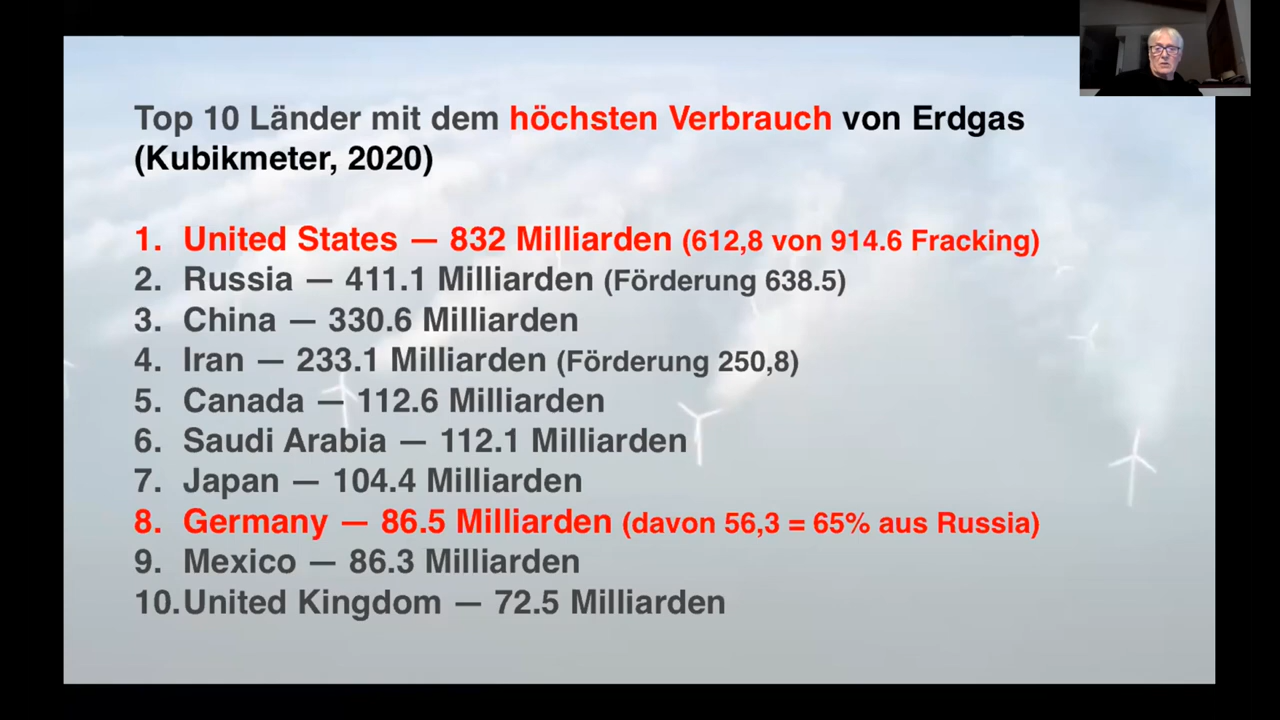 Top 10 Länder mit dem höchsten Verbrauch von Erdgas
(Kubikmeter, 2020)
1. United States — 832 Milliarden (612,8 von 914.6 Fracking)
2. Russia — 411.1 Milliarden (Förderung 638.5)
3. China — 330.6 Milliarden
4. Iran — 233.1 Milliarden (Förderung 250,8)
5. Canada — 112.6 Milliarden
6. Saudi Arabia — 112.1 Milliarden
7. Japan — 104.4 Milliarden
8. Germany — 86.5 Milliarden (davon 56,3 = 65% aus Russia)
9. Mexico — 86.3 Milliarden
10.United Kingdom — 72.5 Milliarden